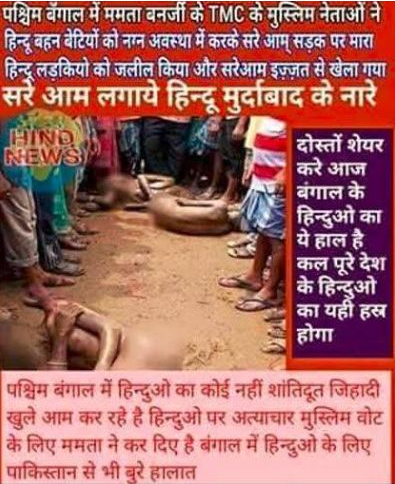 पश्चिम बँगाल में ममता बनर्जी के TMC के मुस्लिम नेताओं ने
हिन्दू बहन बेटियों को नग्न अवस्था में करके सरे आम् सड़क पर मारा
हिन्दू लड़कियो को जलील किया और सरेआम इज़्ज़त से खेला गया
सरे आम लगाये हिन्दू मुर्दाबाद के नारे
HIND
NEWS
दोस्तों शेयर
करे आज
बंगाल के
हिन्दुओ का
ये हाल है
कल पूरे देश
के हिन्दुओ
का यही हस्र
होगा
पश्चिम बंगाल में हिन्दुओ का कोई नहीं शांतिदूत जिहादी
खुले आम कर रहे है हिन्दुओ पर अत्याचार मुस्लिम वोट
के लिए ममता ने कर दिए है बंगाल में हिन्दुओ के लिए
पाकिस्तान से भी बुरे हालात